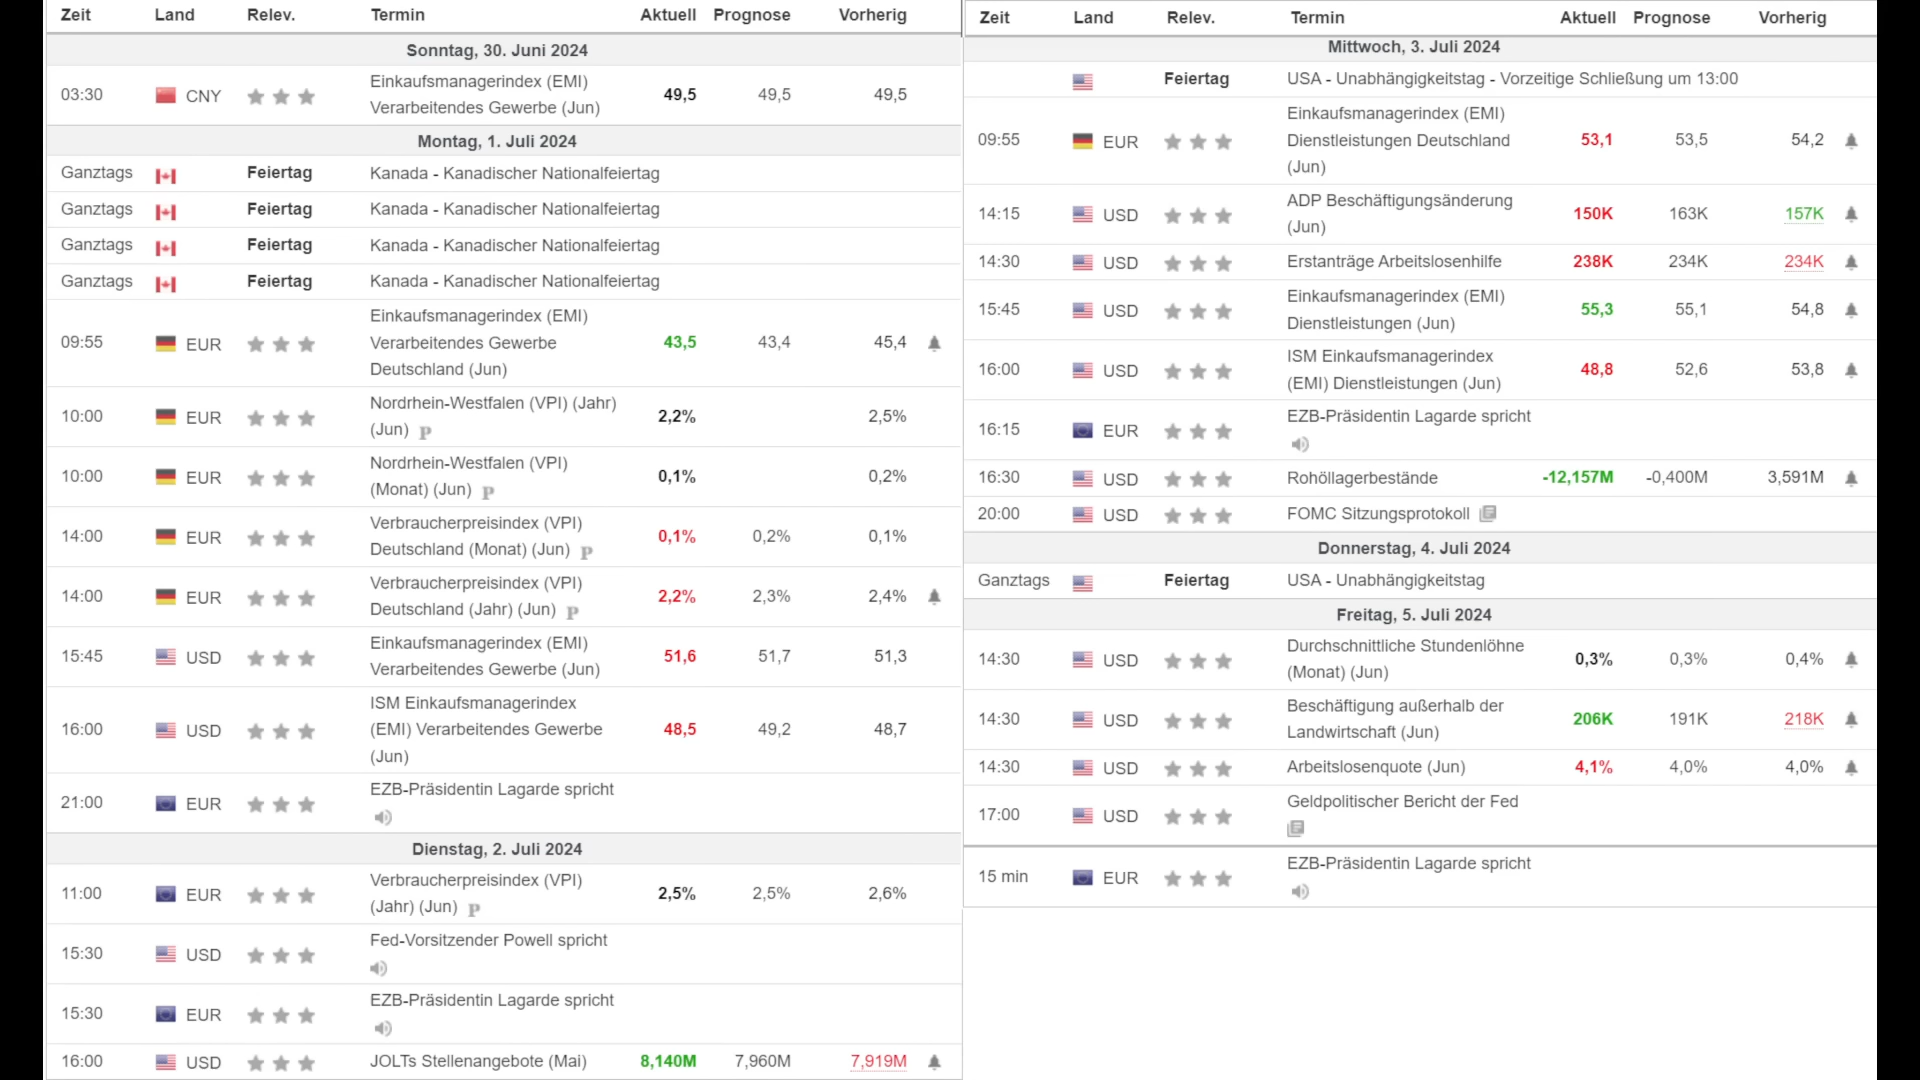 Zeit Land Relev. Termin Aktuell Prognose Vorherig
Sonntag, 30. Juni 2024
Einkaufsmanagerindex (EMI)
03:30 CNY 49,5 49,5 49,5
Verarbeitendes Gewerbe (Jun)
Montag, 1. Juli 2024
Ganztags Feiertag Kanada - Kanadischer Nationalfeiertag
Ganztags Feiertag Kanada - Kanadischer Nationalfeiertag
Ganztags Feiertag Kanada - Kanadischer Nationalfeiertag
Ganztags Feiertag Kanada - Kanadischer Nationalfeiertag
Einkaufsmanagerindex (EMI)
09:55 EUR Verarbeitendes Gewerbe 43,5 43,4 45,4
Deutschland (Jun)
Nordrhein-Westfalen (VPI) (Jahr)
10:00 EUR 2,2% 2,5%
(Jun) P
Nordrhein-Westfalen (VPI)
10:00 EUR 0,1% 0,2%
(Monat) (Jun) P
Verbraucherpreisindex (VPI)
14:00 EUR 0,1% 0,2% 0,1%
Deutschland (Monat) (Jun) P
Verbraucherpreisindex (VPI)
14:00 EUR 2,2% 2,3% 2,4%
Deutschland (Jahr) (Jun) P
Einkaufsmanagerindex (EMI)
15:45 USD 51,6 51,7 51,3
Verarbeitendes Gewerbe (Jun)
ISM Einkaufsmanagerindex
16:00 USD (EMI) Verarbeitendes Gewerbe 48,5 49,2 48,7
(Jun)
EZB-Präsidentin Lagarde spricht
21:00 EUR
Dienstag, 2. Juli 2024
Verbraucherpreisindex (VPI)
11:00 EUR 2,5% 2,5% 2,6%
(Jahr) (Jun) P
Fed-Vorsitzender Powell spricht
15:30 USD
EZB-Präsidentin Lagarde spricht
15:30 EUR
16:00 USD JOLTs Stellenangebote (Mai) 8,140M 7,960M 7,919M
Zeit Land Relev. Termin Aktuell Prognose Vorherig
Mittwoch, 3. Juli 2024
Feiertag USA - Unabhängigkeitstag - Vorzeitige Schließung um 13:00
Einkaufsmanagerindex (EMI)
09:55 EUR Dienstleistungen Deutschland 53,1 53,5 54,2
(Jun)
ADP Beschäftigungsänderung
14:15 USD 150K 163K 157K
(Jun)
14:30 USD Erstanträge Arbeitslosenhilfe 238K 234K 234K
Einkaufsmanagerindex (EMI)
15:45 USD 55,3 55,1 54,8
Dienstleistungen (Jun)
ISM Einkaufsmanagerindex
16:00 USD 48,8 52,6 53,8
(EMI) Dienstleistungen (Jun)
EZB-Präsidentin Lagarde spricht
16:15 EUR
16:30 USD Rohöllagerbestände -12,157M -0,400M 3,591M
20:00 USD FOMC Sitzungsprotokoll
Donnerstag, 4. Juli 2024
Ganztags Feiertag USA - Unabhängigkeitstag
Freitag, 5. Juli 2024
Durchschnittliche Stundenlöhne
14:30 USD 0,3% 0,3% 0,4%
(Monat) (Jun)
Beschäftigung außerhalb der
14:30 USD 206K 191K 218K
Landwirtschaft (Jun)
14:30 USD Arbeitslosenquote (Jun) 4,1% 4,0% 4,0%
Geldpolitischer Bericht der Fed
17:00 USD
EZB-Präsidentin Lagarde spricht
15 min EUR